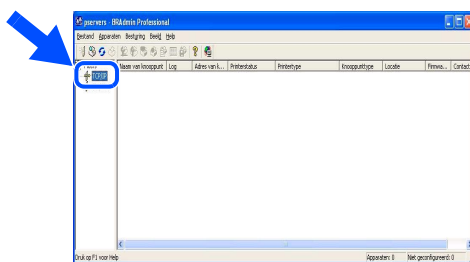 pservers - BRAdmin Professional
Bestand Apparaten Besturing Beeld Help
Naam van knooppunt Log Adres van k... Printerstatus Printertype Knooppunttype Locatie Firmwa... Contact
TCP/IP
Druk op F1 voor Help Apparaten: 0 Niet geconfigureerd: 0